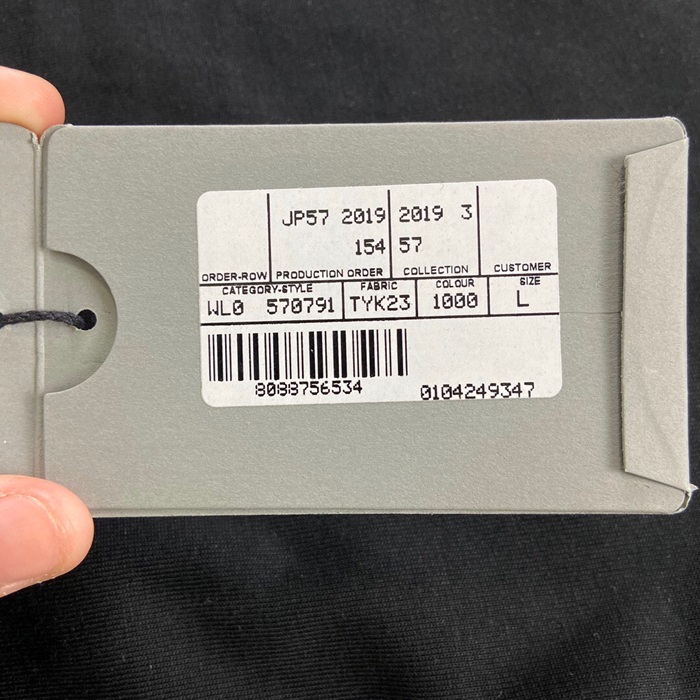 JP57 2019 2019 3
154 57
ORDER-ROW PRODUCTION ORDER COLLECTION CUSTOMER
CATEGORY-STYLE FABRIC COLOUR SIZE
WL0 570791 TYK23 1000 L
8088756534 0104249347